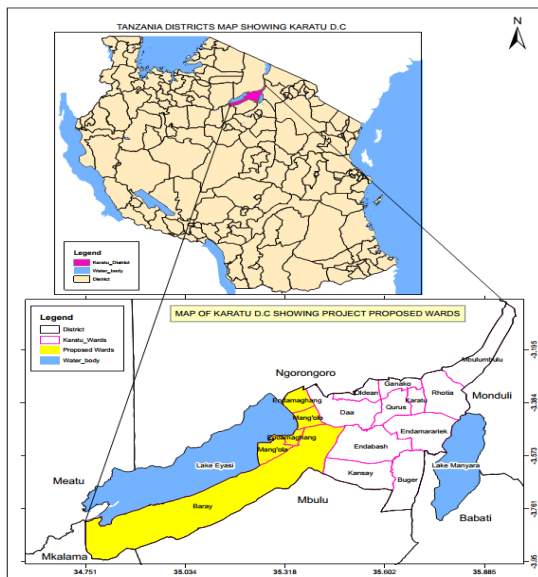 TANZANIA DISTRICTS MAP SHOWING KARATU D.C
N
Legend
Karatu_District
Water_body
District
Legend
District
Karatu_Wards
Proposed Wards
Water_body
MAP OF KARATU D.C SHOWING PROJECT PROPOSED WARDS
Mbulumbulu
Ngorongoro
Ganako
Oldean
Rhotia
Monduli
Endamaghang
Karatu
Qurus
Daa
Mang'ola
Endamarariek
Endamaghang
Endabash
Mang'ola
Lake Eyasi
Lake Manyara
Kansay
Buger
Meatu
Mbulu
Baray
Babati
Mkalama
-3.195
-3.384
-3.573
-3.761
-3.95
34.751
35.034
35.318
35.602
35.885